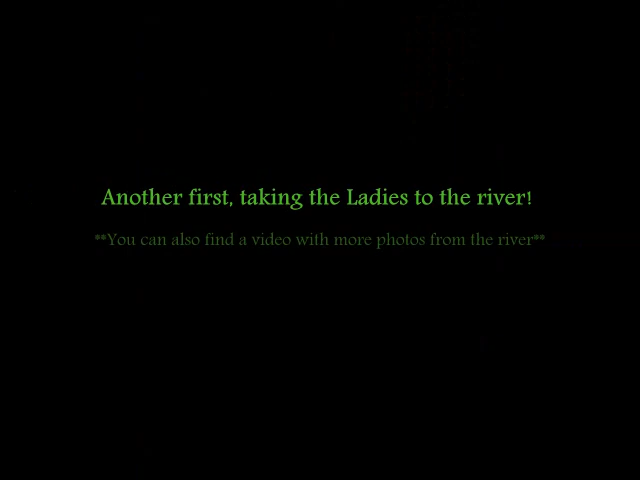 Another first, taking the Ladies to the river!
**You can also find a video with more photos from the river**